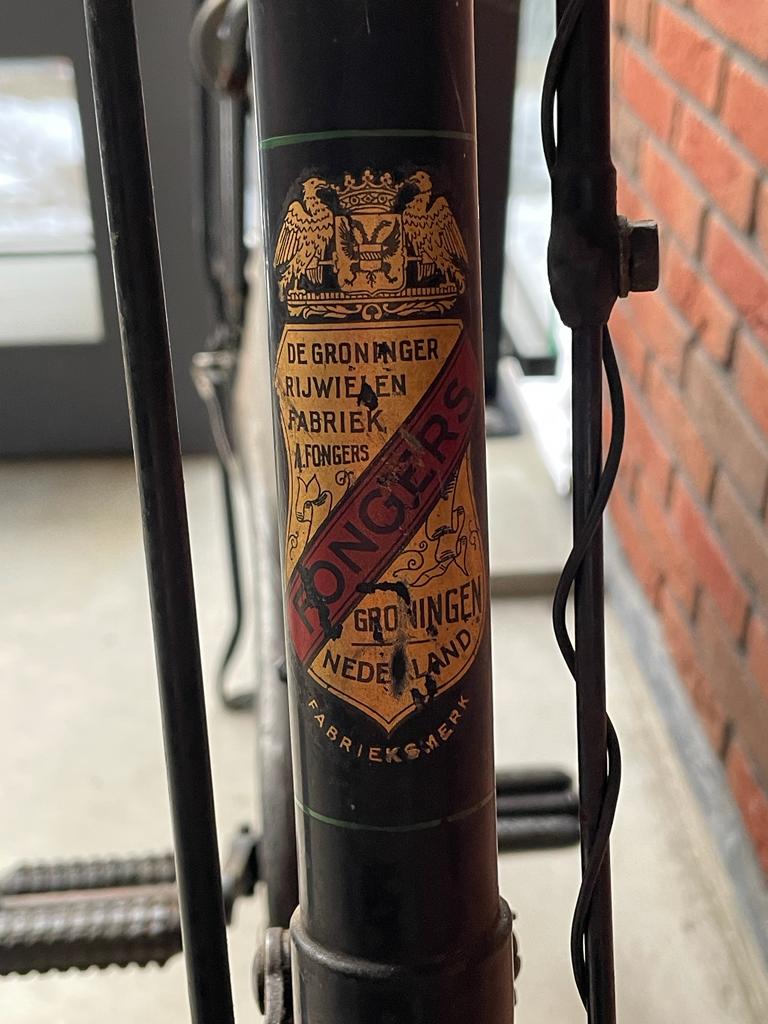 DE GRONINGER
RIJWIELEN
FABRIEK
A. FONGERS
FONGERS
GRONINGEN
NEDERLAND
FABRIEKSMERK